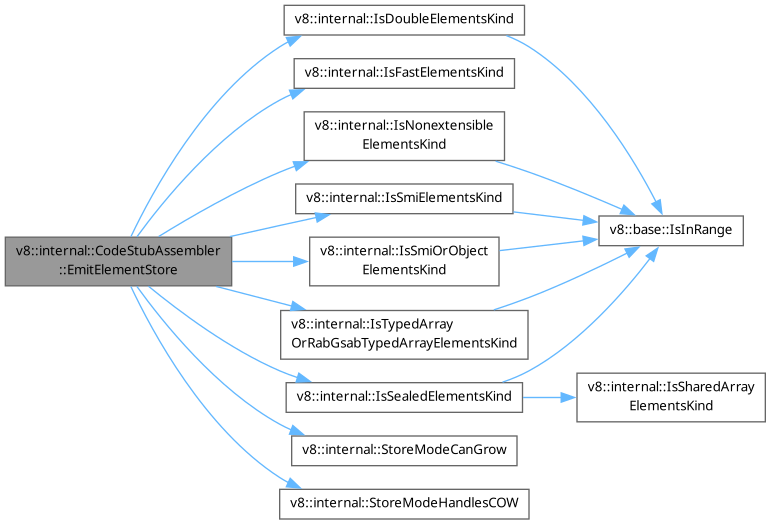 v8::internal::IsDoubleElementsKind
v8::internal::IsFastElementsKind
v8::internal::IsNonextensible
ElementsKind
v8::internal::IsSmiElementsKind
v8::base::IsInRange
v8::internal::CodeStubAssembler
::EmitElementStore
v8::internal::IsSmiOrObject
ElementsKind
v8::internal::IsTypedArray
OrRabGsabTypedArrayElementsKind
v8::internal::IsSealedElementsKind
v8::internal::IsSharedArray
ElementsKind
v8::internal::StoreModeCanGrow
v8::internal::StoreModeHandlesCOW